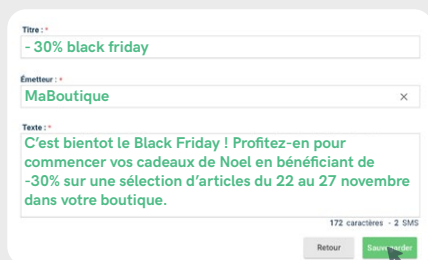 Titre : *
- 30% black friday
Émetteur : *
MaBoutique
Texte : *
C'est bientot le Black Friday ! Profitez-en pour
commencer vos cadeaux de Noel en bénéficiant de
-30% sur une sélection d'articles du 22 au 27 novembre
dans votre boutique.
172 caractères - 2 SMS
Retour
Sauvegarder